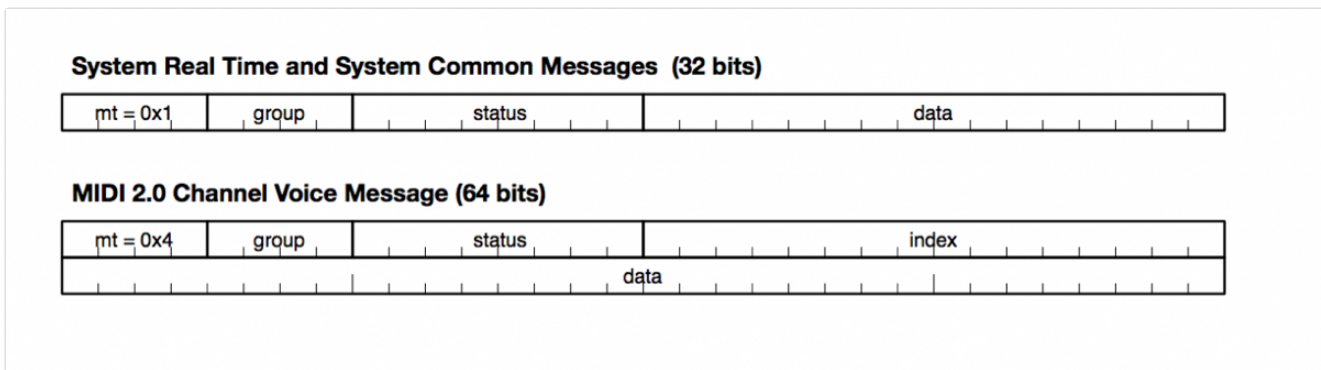 System Real Time and System Common Messages (32 bits)
mt = 0x1 group status data
MIDI 2.0 Channel Voice Message (64 bits)
mt = 0x4 group status index
data